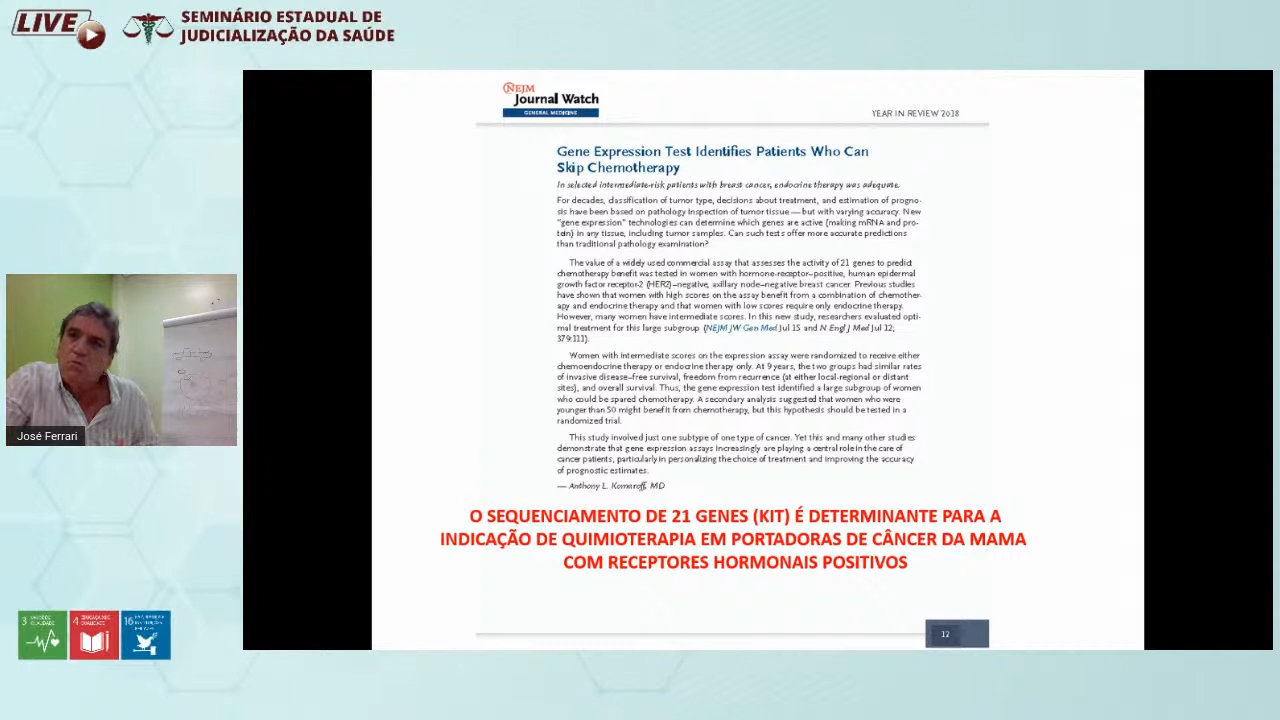 LIVE
SEMINÁRIO ESTADUAL DE
JUDICIALIZAÇÃO DA SAÚDE
NEJM
Journal Watch
GENERAL MEDICINE
YEAR IN REVIEW 2018
Gene Expression Test Identifies Patients Who Can
Skip Chemotherapy
In selected intermediate-risk patients with breast cancer, endocrine therapy was adequate.
For decades, classification of tumor type, decisions about treatment, and estimation of progno-
sis have been based on pathology inspection of tumor tissue — but with varying accuracy. New
"gene expression" technologies can determine which genes are active (making mRNA and pro-
tein) in any tissue, including tumor samples. Can such tests offer more accurate predictions
than traditional pathology examination?
The value of a widely used commercial assay that assesses the activity of 21 genes to predict
chemotherapy benefit was tested in women with hormone-receptor–positive, human epidermal
growth factor receptor-2 (HER2)–negative, axillary node–negative breast cancer. Previous studies
have shown that women with high scores on the assay benefit from a combination of chemother-
apy and endocrine therapy and that women with low scores require only endocrine therapy.
However, many women have intermediate scores. In this new study, researchers evaluated opti-
mal treatment for this large subgroup (NEJM JW Gen Med Jul 15 and N Engl J Med Jul 12;
379:111).
Women with intermediate scores on the expression assay were randomized to receive either
chemoendocrine therapy or endocrine therapy only. At 9 years, the two groups had similar rates
of invasive disease–free survival, freedom from recurrence (at either local-regional or distant
sites), and overall survival. Thus, the gene expression test identified a large subgroup of women
who could be spared chemotherapy. A secondary analysis suggested that women who were
younger than 50 might benefit from chemotherapy, but this hypothesis should be tested in a
randomized trial.
This study involved just one subtype of one type of cancer. Yet this and many other studies
demonstrate that gene expression assays increasingly are playing a central role in the care of
cancer patients, particularly in personalizing the choice of treatment and improving the accuracy
of prognostic estimates.
— Anthony L. Komaroff, MD
José Ferrari
O SEQUENCIAMENTO DE 21 GENES (KIT) É DETERMINANTE PARA A
INDICAÇÃO DE QUIMIOTERAPIA EM PORTADORAS DE CÂNCER DA MAMA
COM RECEPTORES HORMONAIS POSITIVOS
3
4
16
12